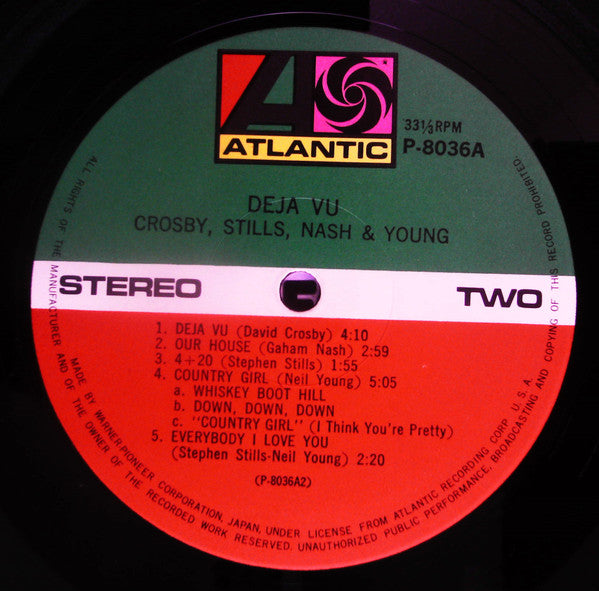 ATLANTIC
33⅓ RPM
P-8036A
DEJA VU
CROSBY, STILLS, NASH & YOUNG
STEREO
TWO
1. DEJA VU (David Crosby) 4:10
2. OUR HOUSE (Gaham Nash) 2:59
3. 4+20 (Stephen Stills) 1:55
4. COUNTRY GIRL (Neil Young) 5:05
a. WHISKEY BOOT HILL
b. DOWN, DOWN, DOWN
c. "COUNTRY GIRL" (I Think You're Pretty)
5. EVERYBODY I LOVE YOU
(Stephen Stills-Neil Young) 2:20
(P-8036A2)
MADE BY WARNER-PIONEER CORPORATION, JAPAN, UNDER LICENSE FROM ATLANTIC RECORDING CORP. U.S.A.
ALL RIGHTS OF THE MANUFACTURER AND OF THE OWNER OF THE RECORDED WORK RESERVED. UNAUTHORIZED PUBLIC PERFORMANCE, BROADCASTING AND COPYING OF THIS RECORD PROHIBITED.